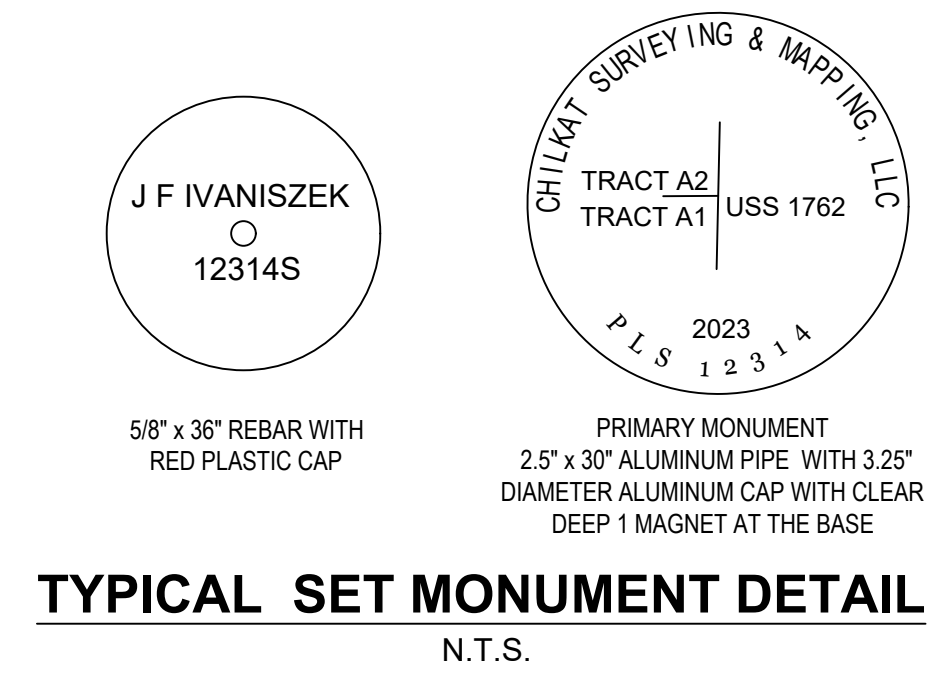 J F IVANISZEK
12314S
5/8" x 36" REBAR WITH
RED PLASTIC CAP
CHILKAT SURVEYING & MAPPING, LLC
TRACT A2
TRACT A1
USS 1762
2023
PLS 12314
PRIMARY MONUMENT
2.5" x 30" ALUMINUM PIPE WITH 3.25"
DIAMETER ALUMINUM CAP WITH CLEAR
DEEP 1 MAGNET AT THE BASE
TYPICAL SET MONUMENT DETAIL
N.T.S.